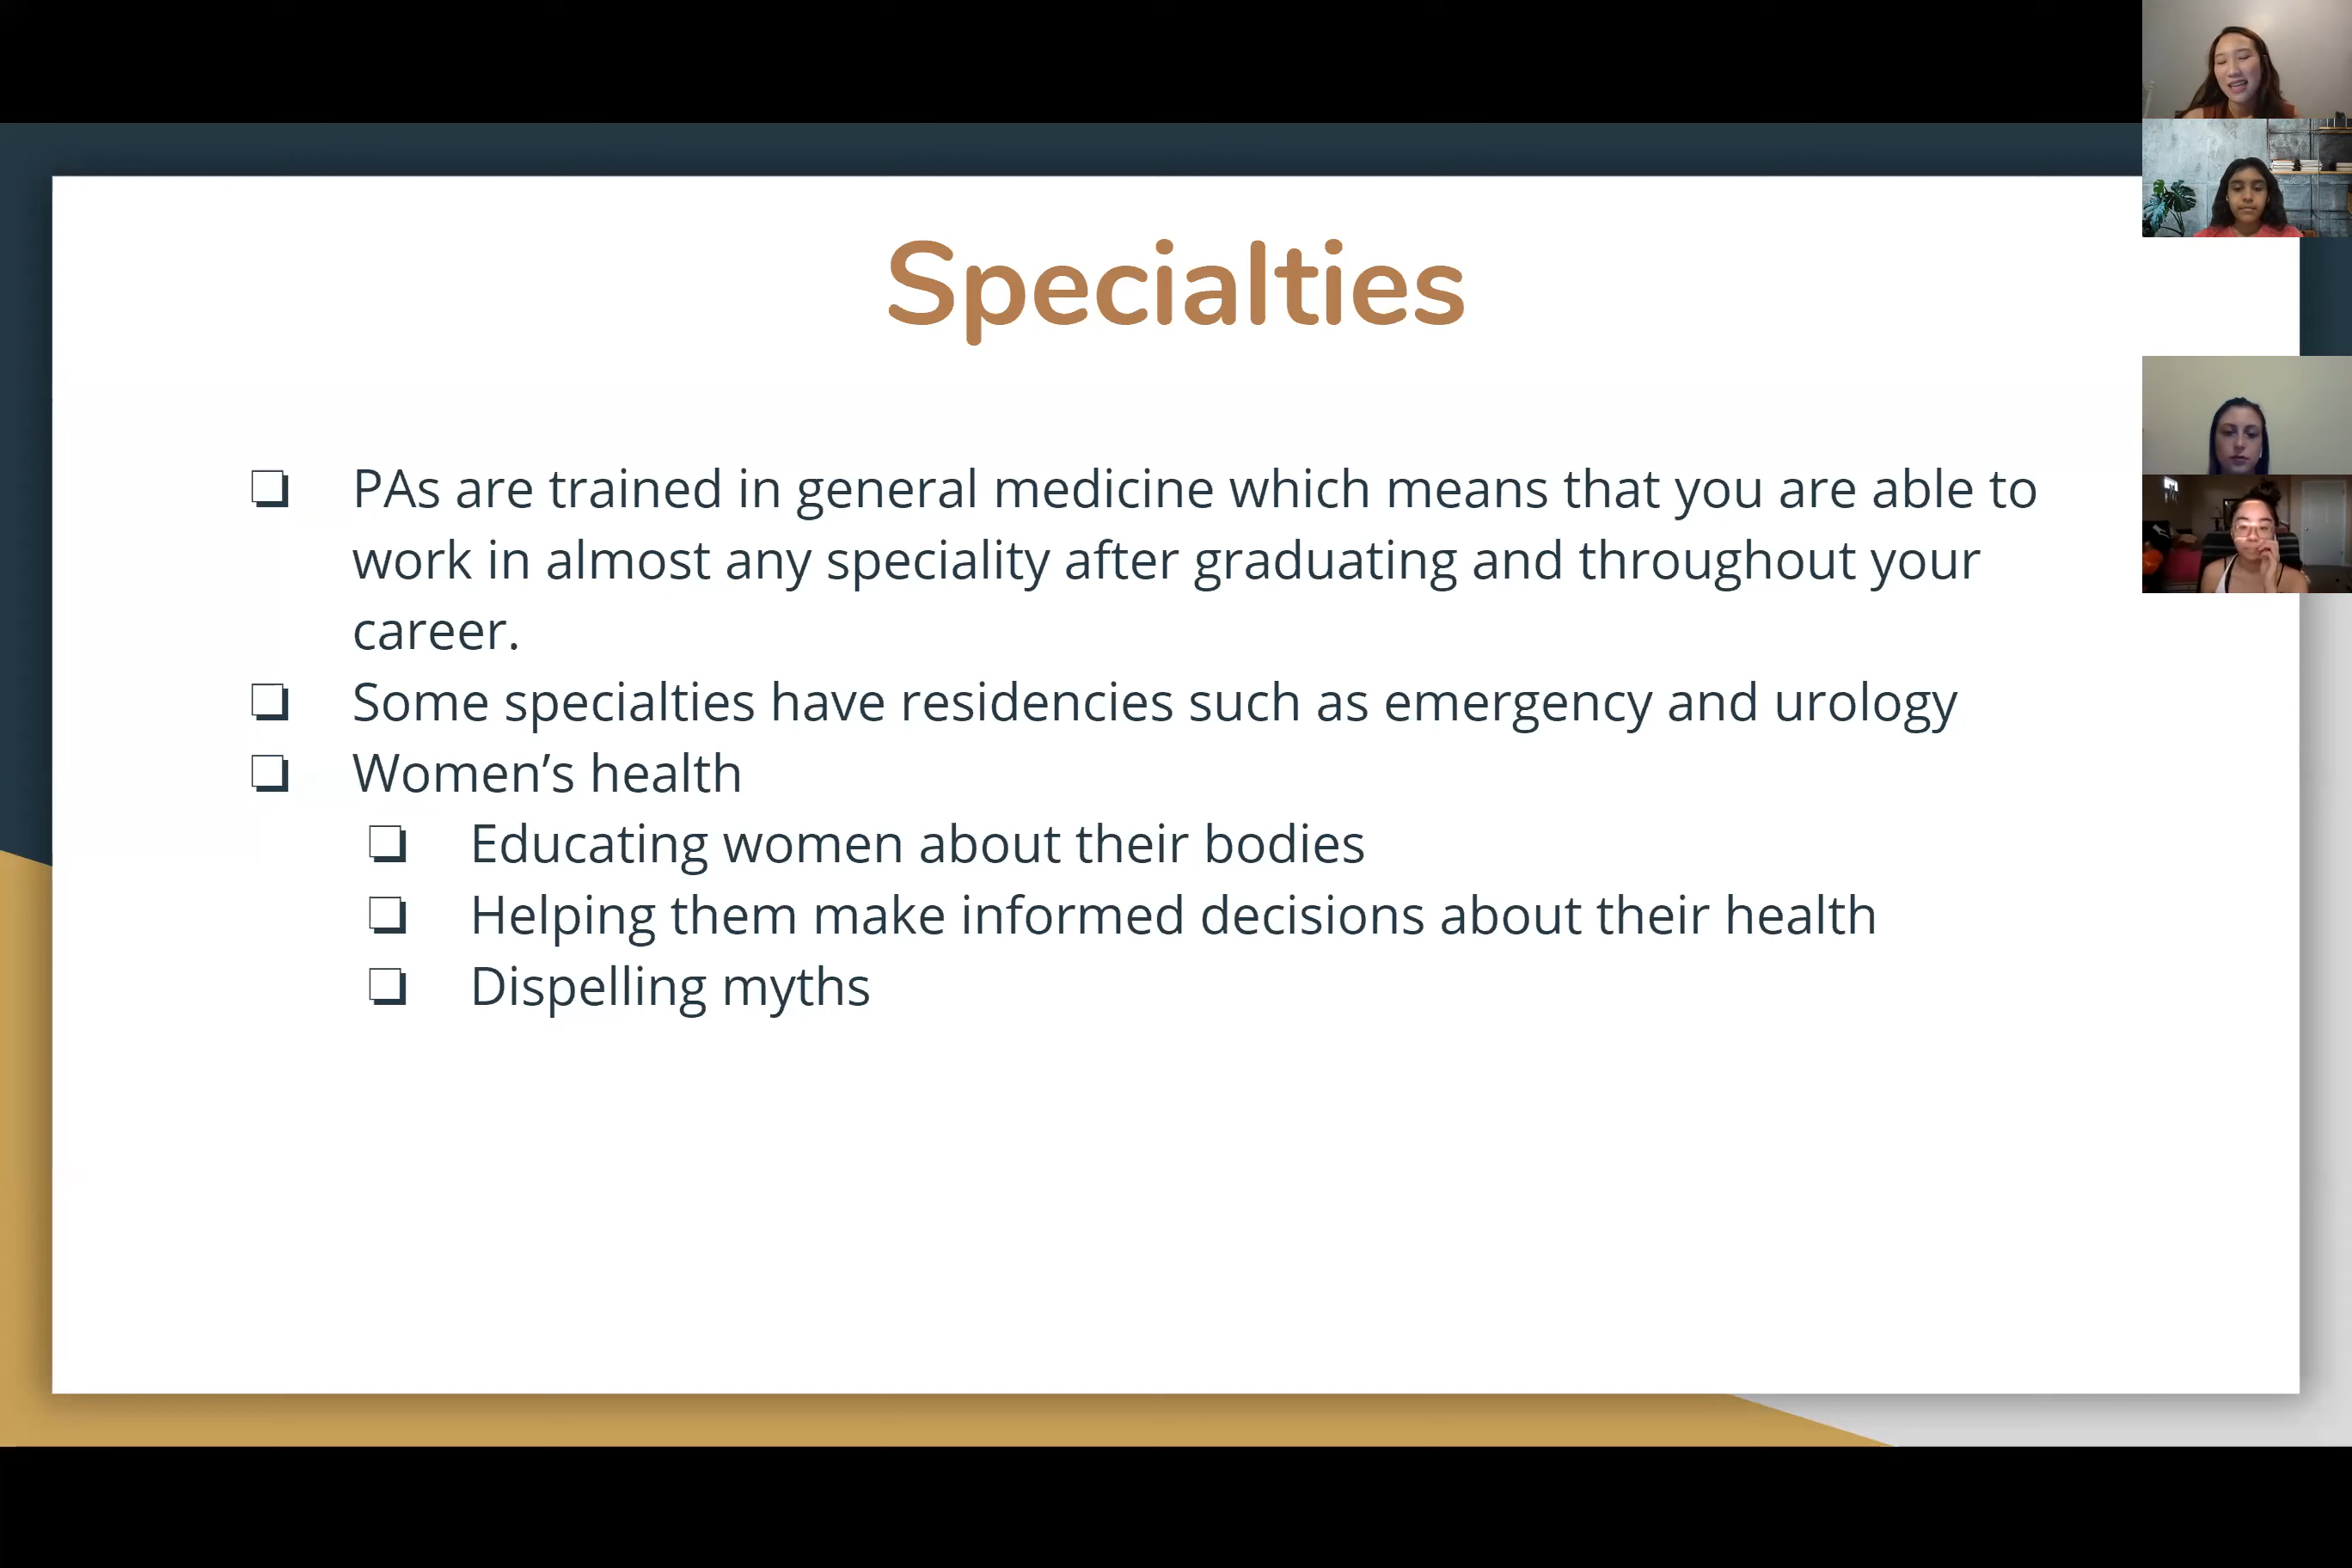 Specialties
❏ PAs are trained in general medicine which means that you are able to
work in almost any speciality after graduating and throughout your
career.
❏ Some specialties have residencies such as emergency and urology
❏ Women’s health
❏ Educating women about their bodies
❏ Helping them make informed decisions about their health
❏ Dispelling myths